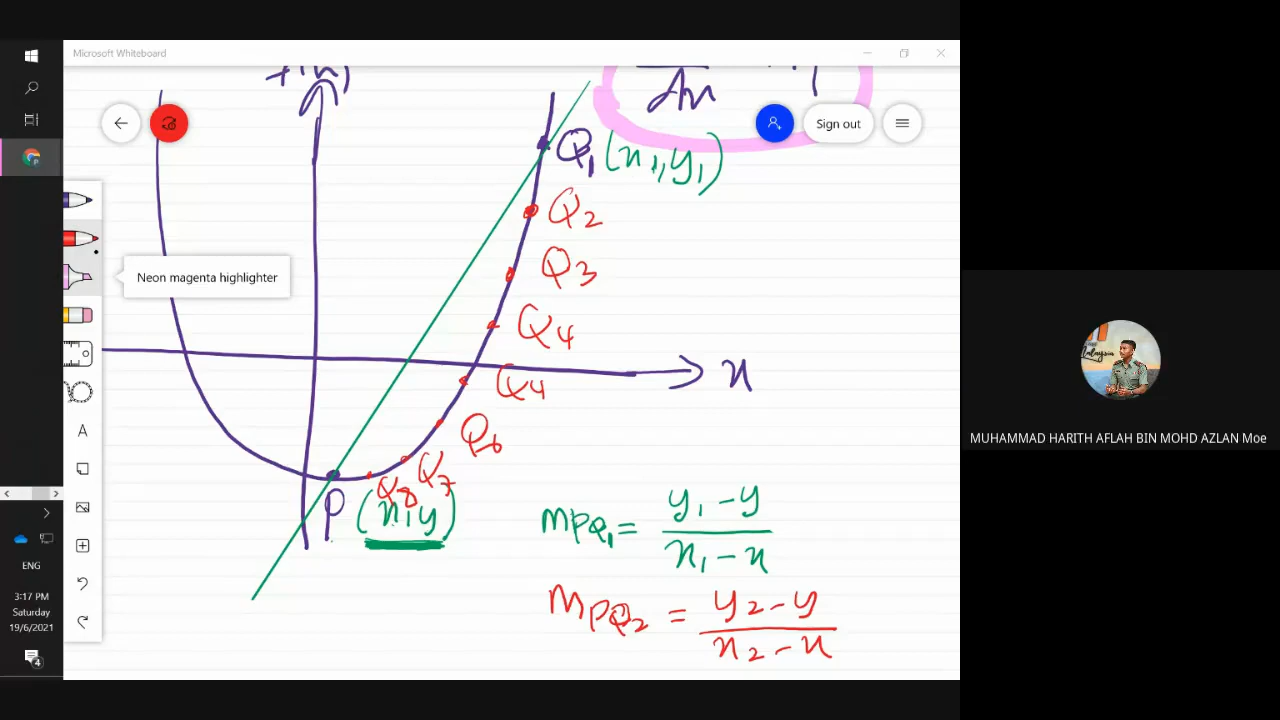 Microsoft Whiteboard
Sign out
Q₁(x₁,y₁)
Q2
Neon magenta highlighter
Q3
Q4
x
Q4
Q6
Q7
Q8
P (x,y)
MPQ₁ = y₁ - y / x₁ - x
MPQ₂ = y₂ - y / x₂ - x
A
ENG
3:17 PM
Saturday
19/6/2021
4
MUHAMMAD HARITH AFLAH BIN MOHD AZLAN Moe